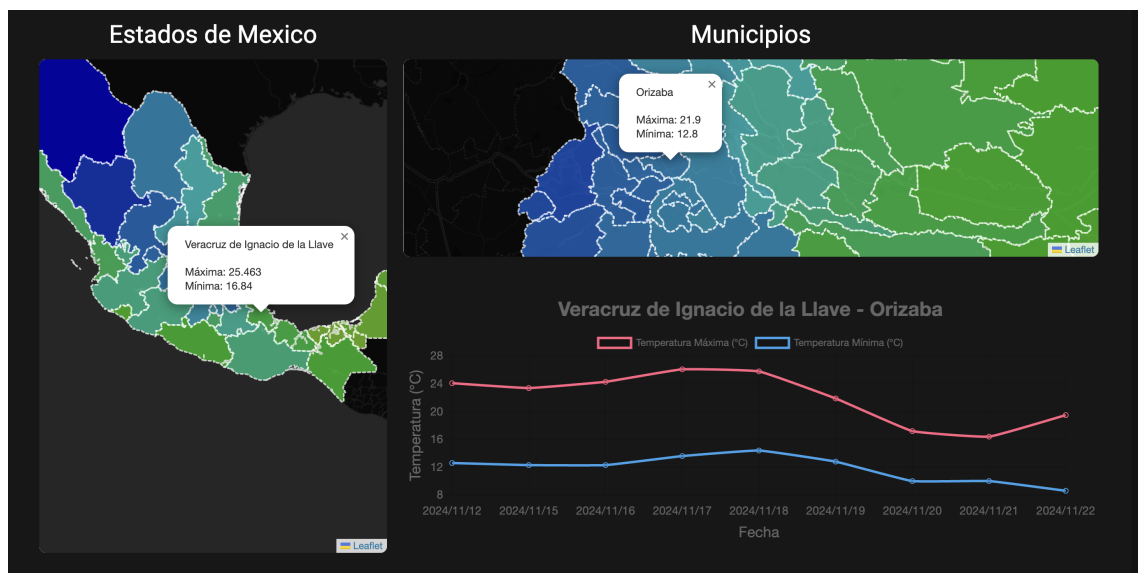 Estados de Mexico
Veracruz de Ignacio de la Llave
×
Máxima: 25.463
Mínima: 16.84
Leaflet
Municipios
Orizaba
×
Máxima: 21.9
Mínima: 12.8
Leaflet
Veracruz de Ignacio de la Llave - Orizaba
Temperatura Máxima (°C) Temperatura Mínima (°C)
Temperatura (°C)
28
24
20
16
12
8
2024/11/12 2024/11/15 2024/11/16 2024/11/17 2024/11/18 2024/11/19 2024/11/20 2024/11/21 2024/11/22
Fecha